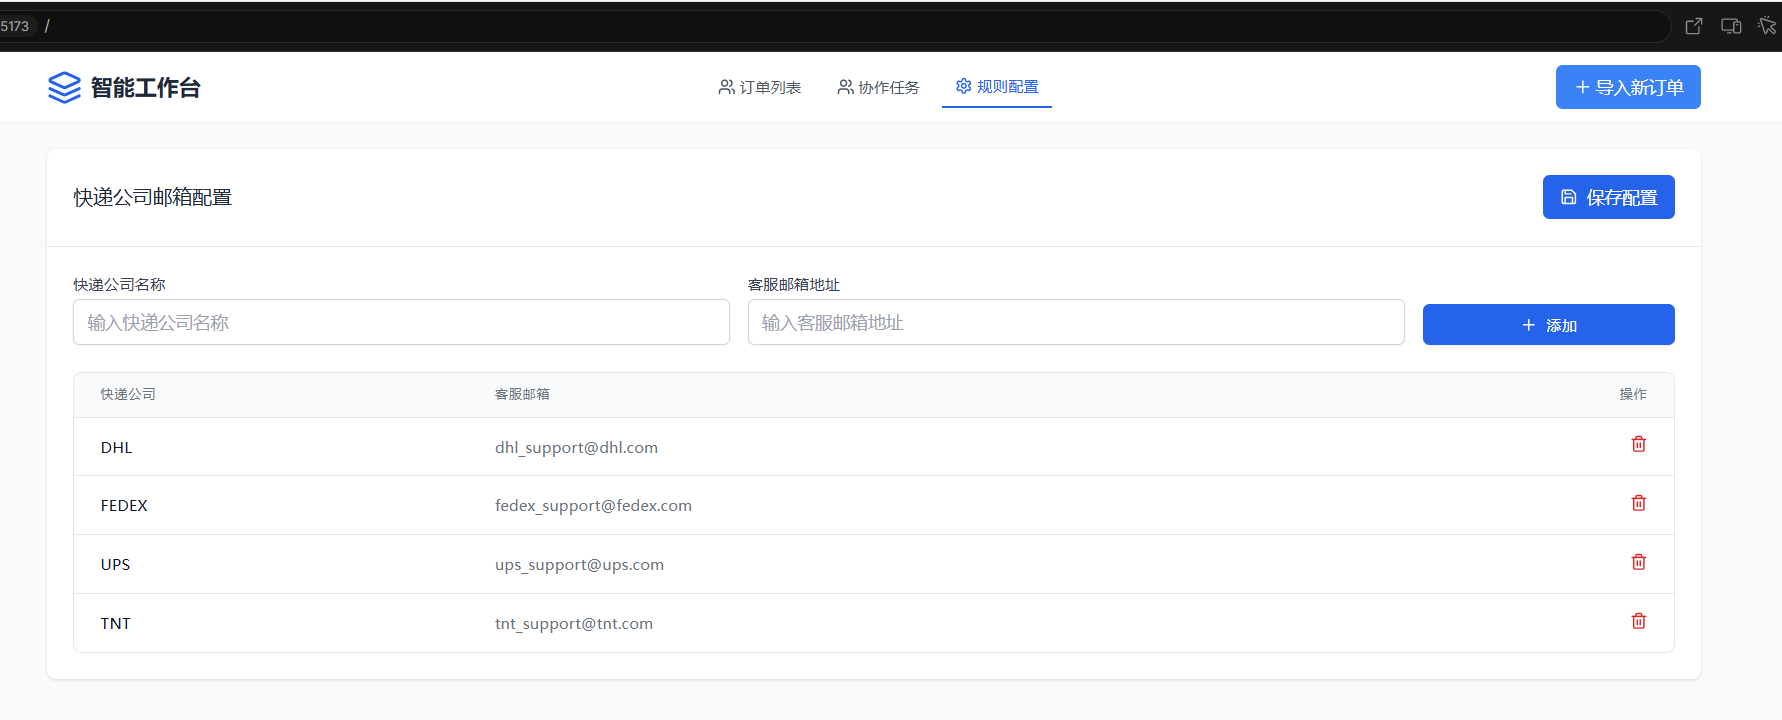 5173 /
智能工作台
订单列表
协作任务
规则配置
导入新订单
快递公司邮箱配置
保存配置
快递公司名称
客服邮箱地址
输入快递公司名称
输入客服邮箱地址
添加
快递公司 客服邮箱 操作
DHL dhl_support@dhl.com
FEDEX fedex_support@fedex.com
UPS ups_support@ups.com
TNT tnt_support@tnt.com